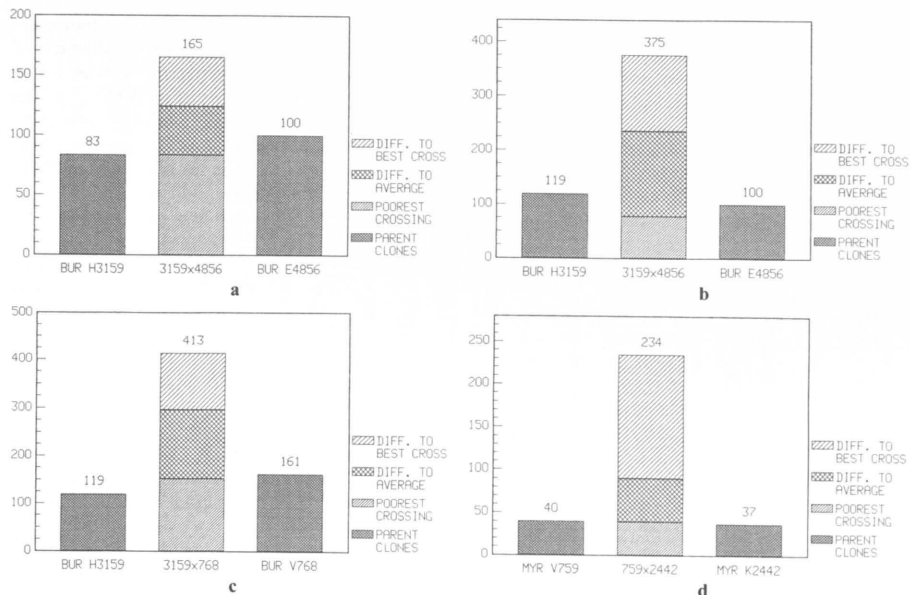 200
165
150
100
83
100
50
0
DIFF. TO
BEST CROSS
DIFF. TO
AVERAGE
POOREST
CROSSING
PARENT
CLONES
BUR H3159
3159x4856
BUR E4856
a
400
375
300
200
119
100
100
0
DIFF. TO
BEST CROSS
DIFF. TO
AVERAGE
POOREST
CROSSING
PARENT
CLONES
BUR H3159
3159x4856
BUR E4856
b
500
413
400
300
200
161
119
100
0
DIFF. TO
BEST CROSS
DIFF. TO
AVERAGE
POOREST
CROSSING
PARENT
CLONES
BUR H3159
3159x768
BUR V768
c
250
234
200
150
100
50
40
37
0
DIFF. TO
BEST CROSS
DIFF. TO
AVERAGE
POOREST
CROSSING
PARENT
CLONES
MYR V759
759x2442
MYR K2442
d